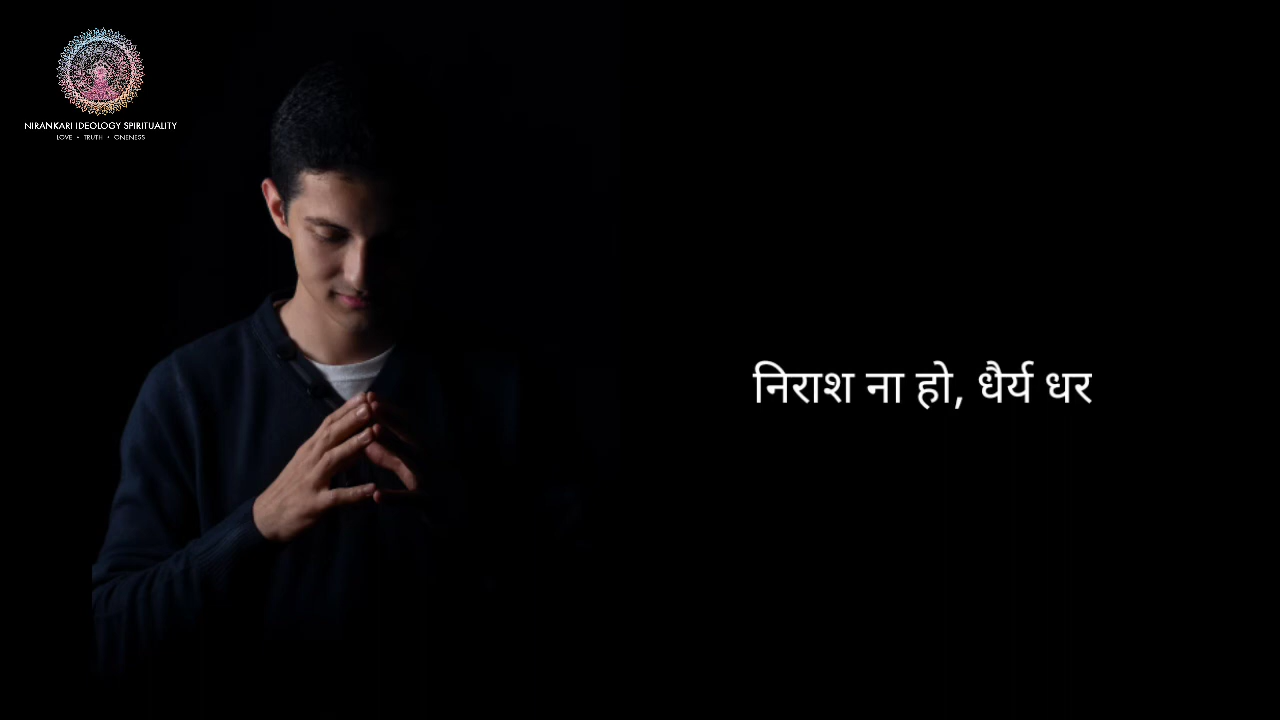 NIRANKARI IDEOLOGY SPIRITUALITY
LOVE • TRUTH • ONENESS
निराश ना हो, धैर्य धर